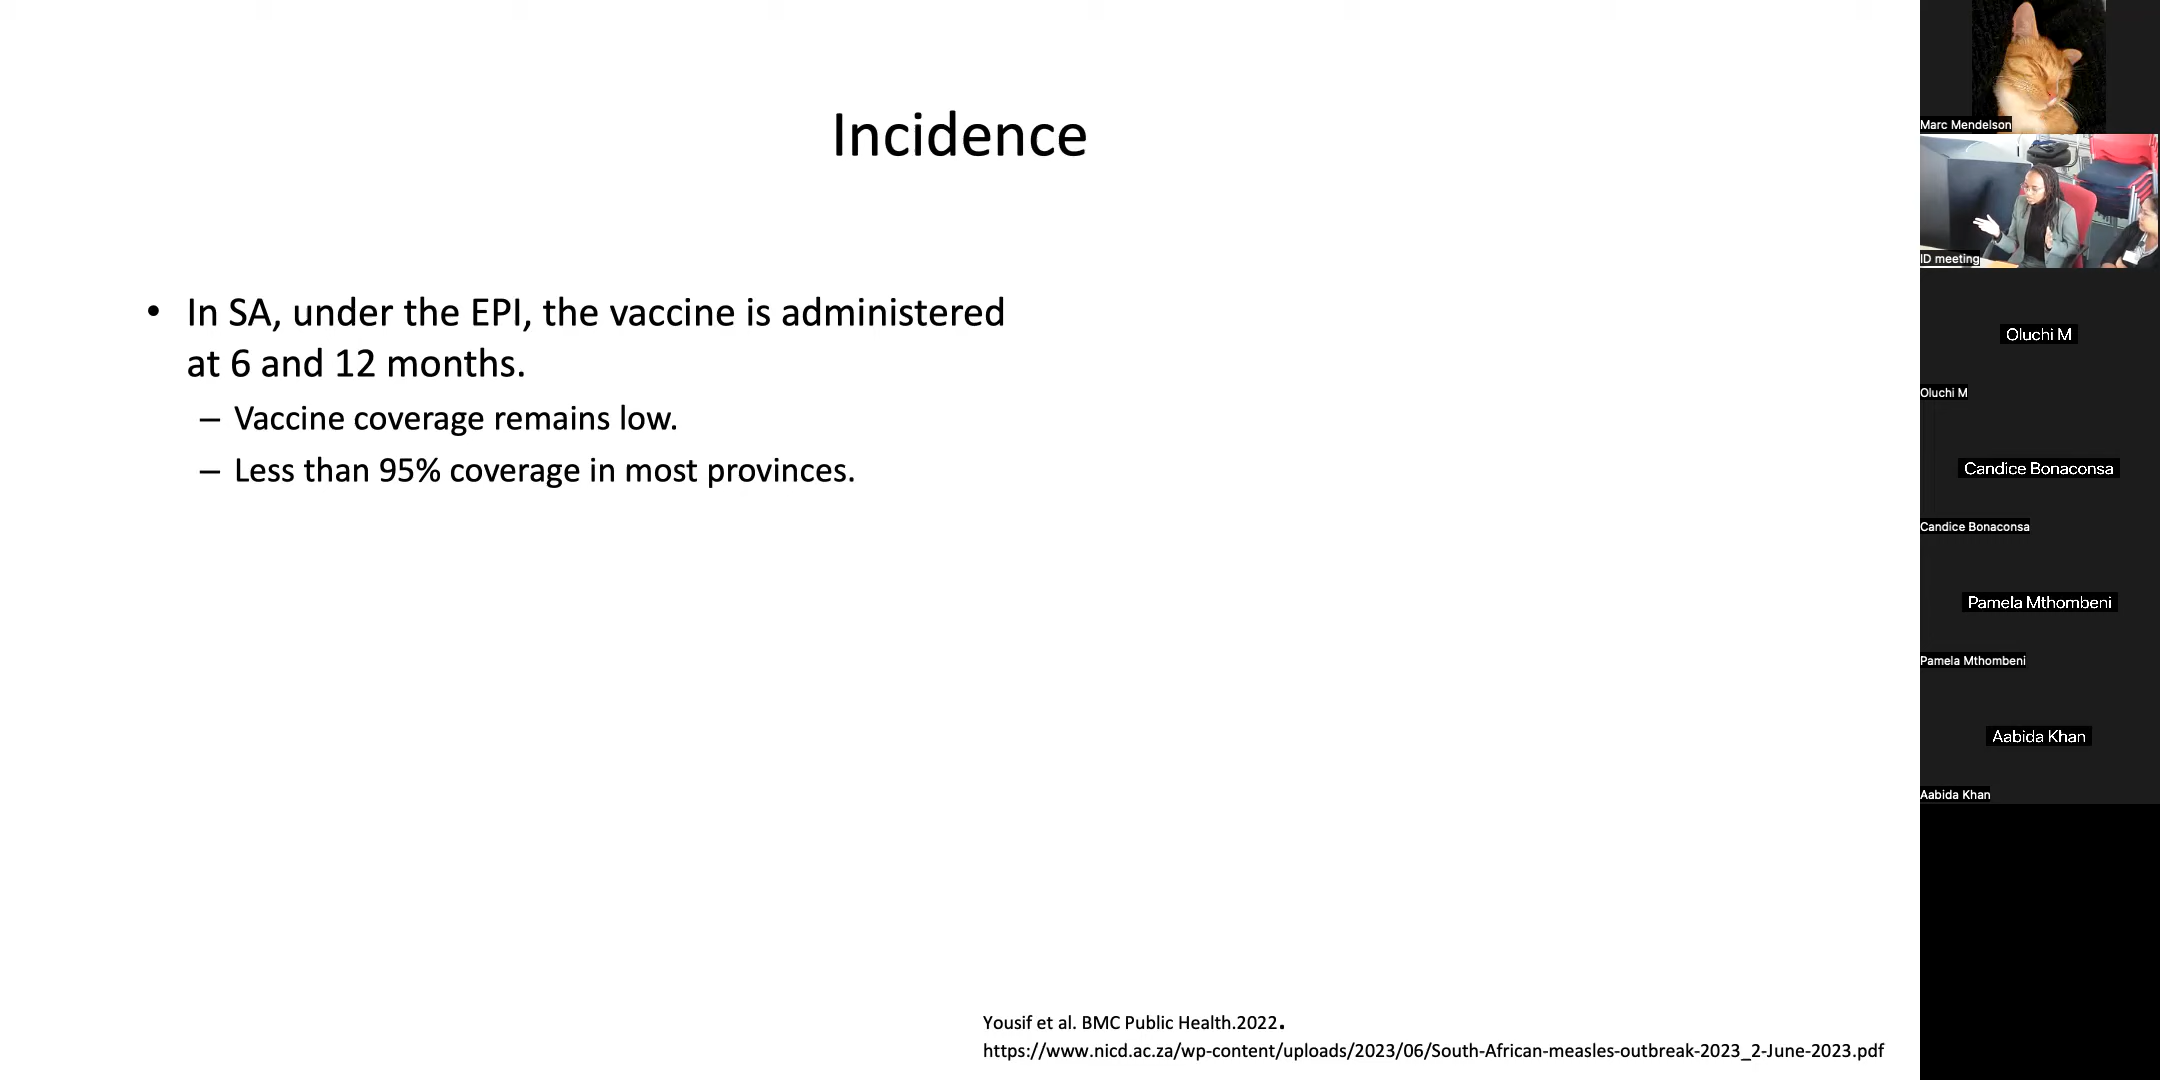 Incidence
• In SA, under the EPI, the vaccine is administered
at 6 and 12 months.
– Vaccine coverage remains low.
– Less than 95% coverage in most provinces.
Yousif et al. BMC Public Health.2022.
https://www.nicd.ac.za/wp-content/uploads/2023/06/South-African-measles-outbreak-2023_2-June-2023.pdf
Marc Mendelson
ID meeting
Oluchi M
Oluchi M
Candice Bonaconsa
Candice Bonaconsa
Pamela Mthombeni
Pamela Mthombeni
Aabida Khan
Aabida Khan